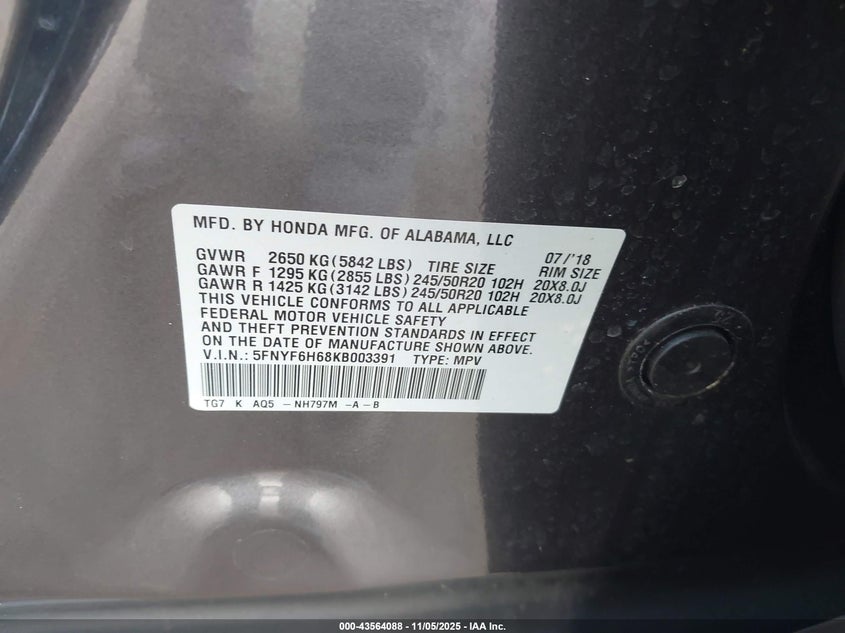 MFD. BY HONDA MFG. OF ALABAMA, LLC
GVWR 2650 KG (5842 LBS) TIRE SIZE 07/'18 RIM SIZE
GAWR F 1295 KG (2855 LBS) 245/50R20 102H 20X8.0J
GAWR R 1425 KG (3142 LBS) 245/50R20 102H 20X8.0J
THIS VEHICLE CONFORMS TO ALL APPLICABLE
FEDERAL MOTOR VEHICLE SAFETY
AND THEFT PREVENTION STANDARDS IN EFFECT
ON THE DATE OF MANUFACTURE SHOWN ABOVE.
V.I.N.: 5FNYF6H68KB003391 TYPE: MPV
TG7 K AQ5 - NH797M - A - B
000-43564088 - 11/05/2025 - IAA Inc.